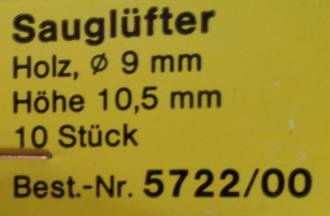 Sauglüfter
Holz, ø 9 mm
Höhe 10,5 mm
10 Stück
Best.-Nr. 5722/00